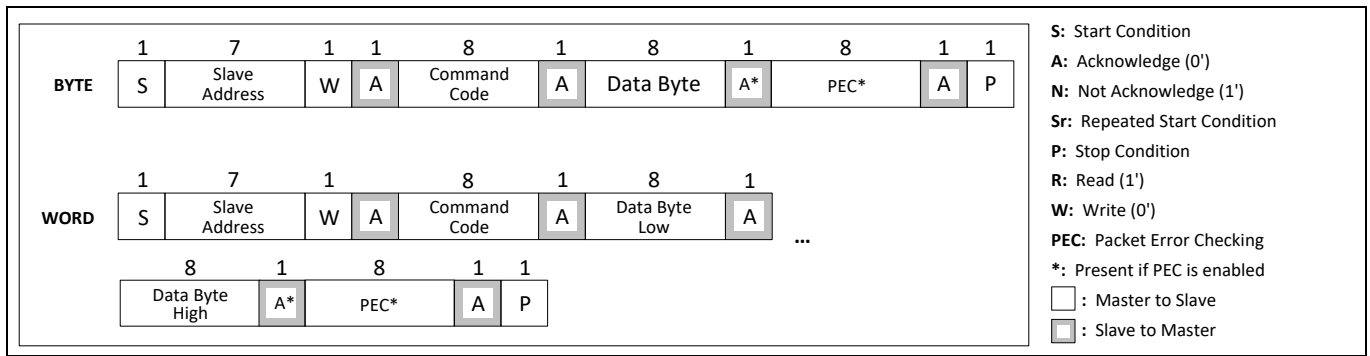 1 7 1 1 8 1 8 1 8 1 1
BYTE S Slave Address W A Command Code A Data Byte A* PEC* A P
1 7 1 8 1 8 1
WORD S Slave Address W A Command Code A Data Byte Low A ...
8 1 8 1 1
Data Byte High A* PEC* A P
S: Start Condition
A: Acknowledge (0')
N: Not Acknowledge (1')
Sr: Repeated Start Condition
P: Stop Condition
R: Read (1')
W: Write (0')
PEC: Packet Error Checking
*: Present if PEC is enabled
: Master to Slave
: Slave to Master